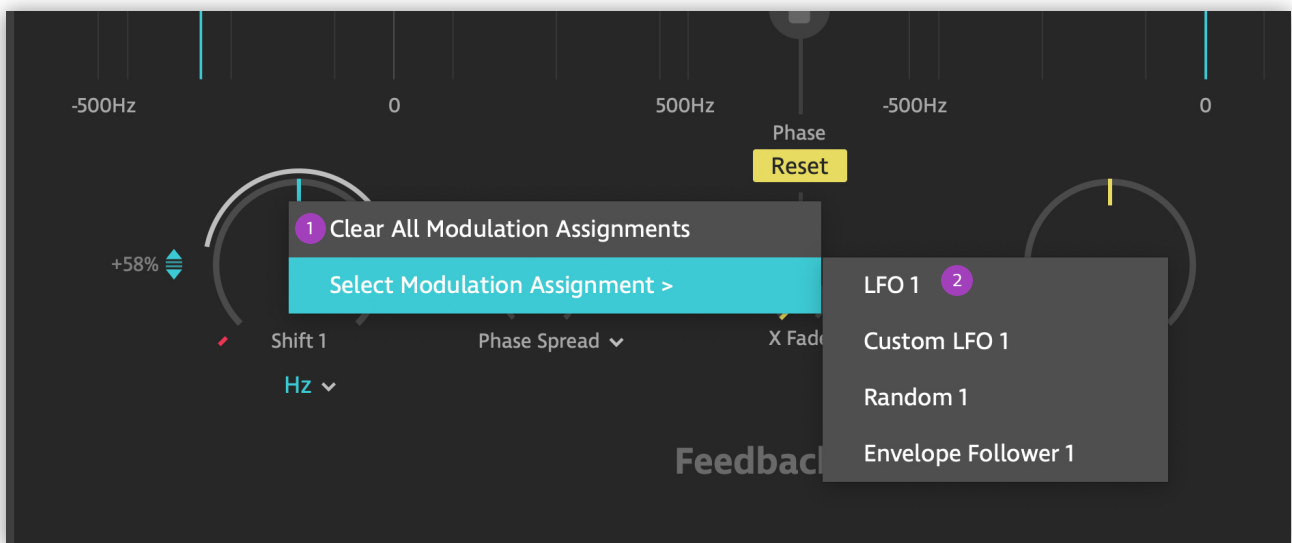 -500Hz 0 500Hz -500Hz 0
Phase
Reset
1 Clear All Modulation Assignments
+58%
Select Modulation Assignment >
LFO 1 2
Shift 1
Phase Spread
X Fade
Custom LFO 1
Hz
Random 1
Feedbac
Envelope Follower 1